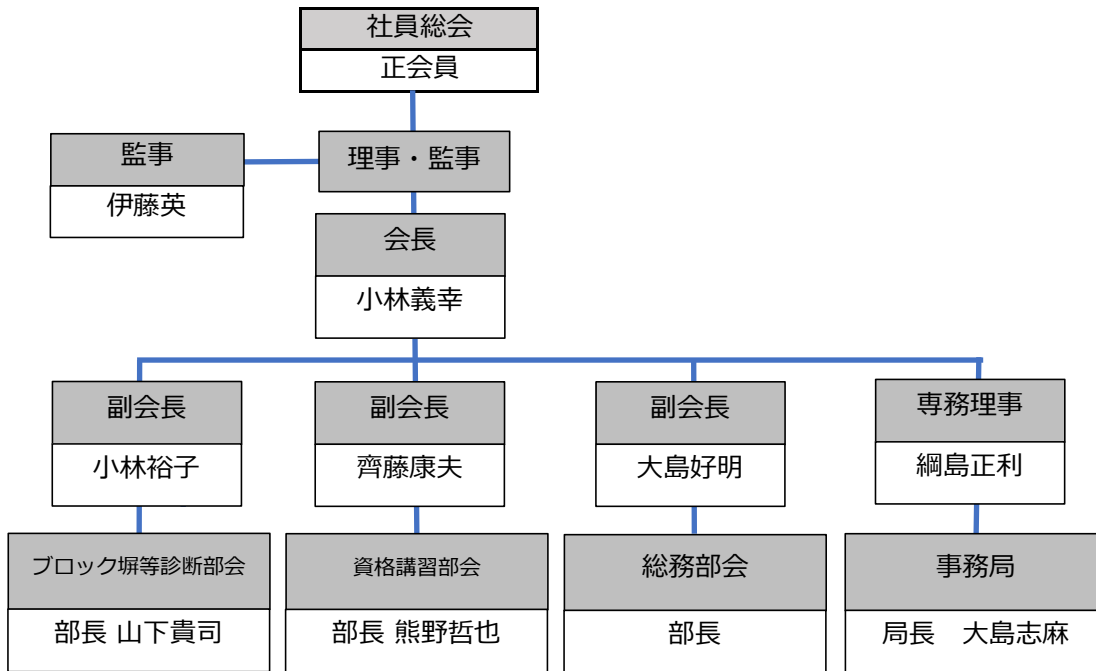 社員総会
正会員
監事
伊藤英
理事・監事
会長
小林義幸
副会長
小林裕子
副会長
齊藤康夫
副会長
大島好明
専務理事
綱島正利
ブロック塀等診断部会
部長 山下貴司
資格講習部会
部長 熊野哲也
総務部会
部長
事務局
局長　大島志麻